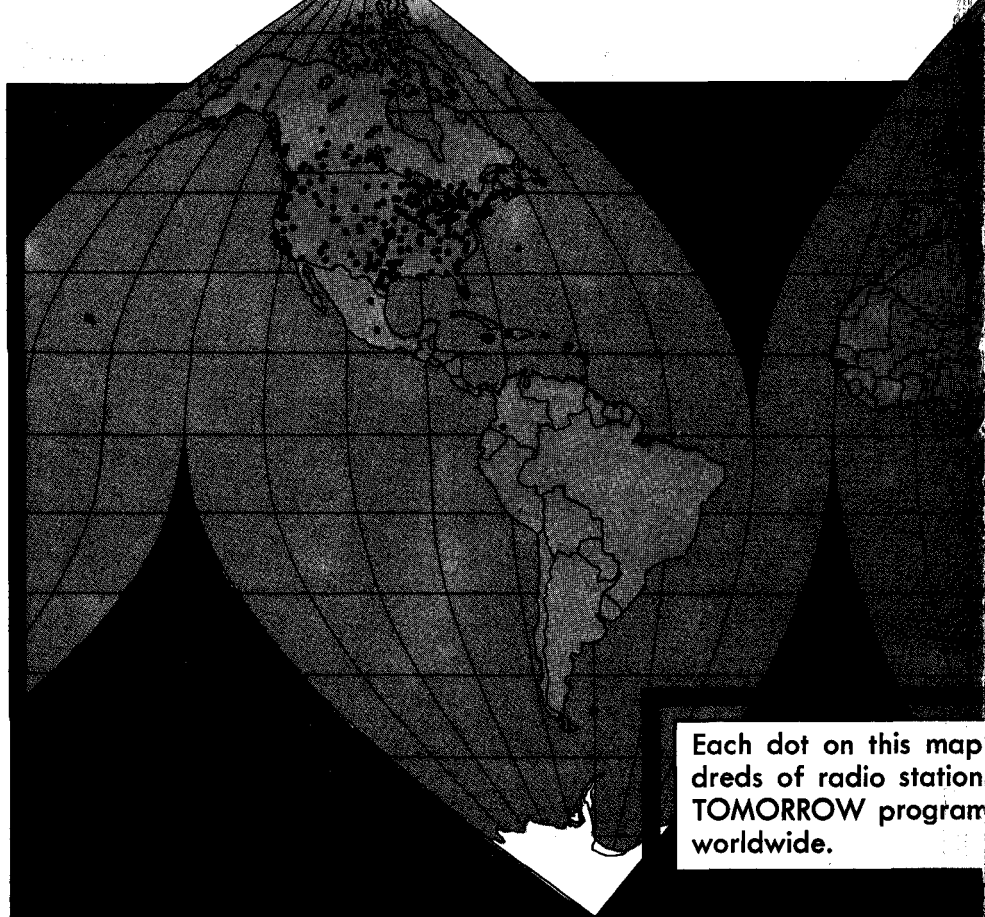 Each dot on this map
dreds of radio station
TOMORROW program
worldwide.